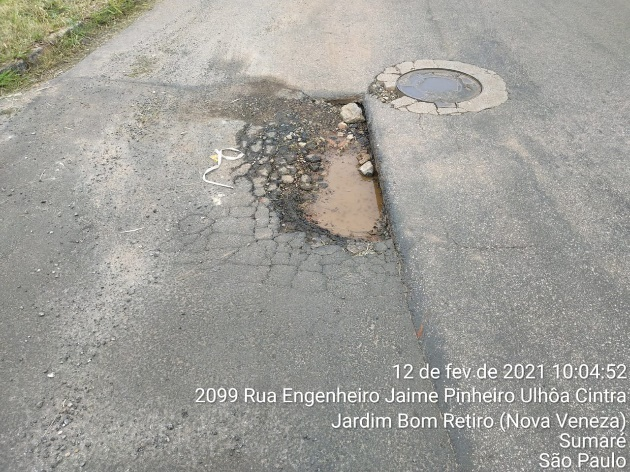 12 de fev.de 2021 10:04:52
2099 Rua Engenheiro Jaime Pinheiro Ulhôa Cintra
Jardim Bom Retiro (Nova Veneza)
Sumaré
São Paulo